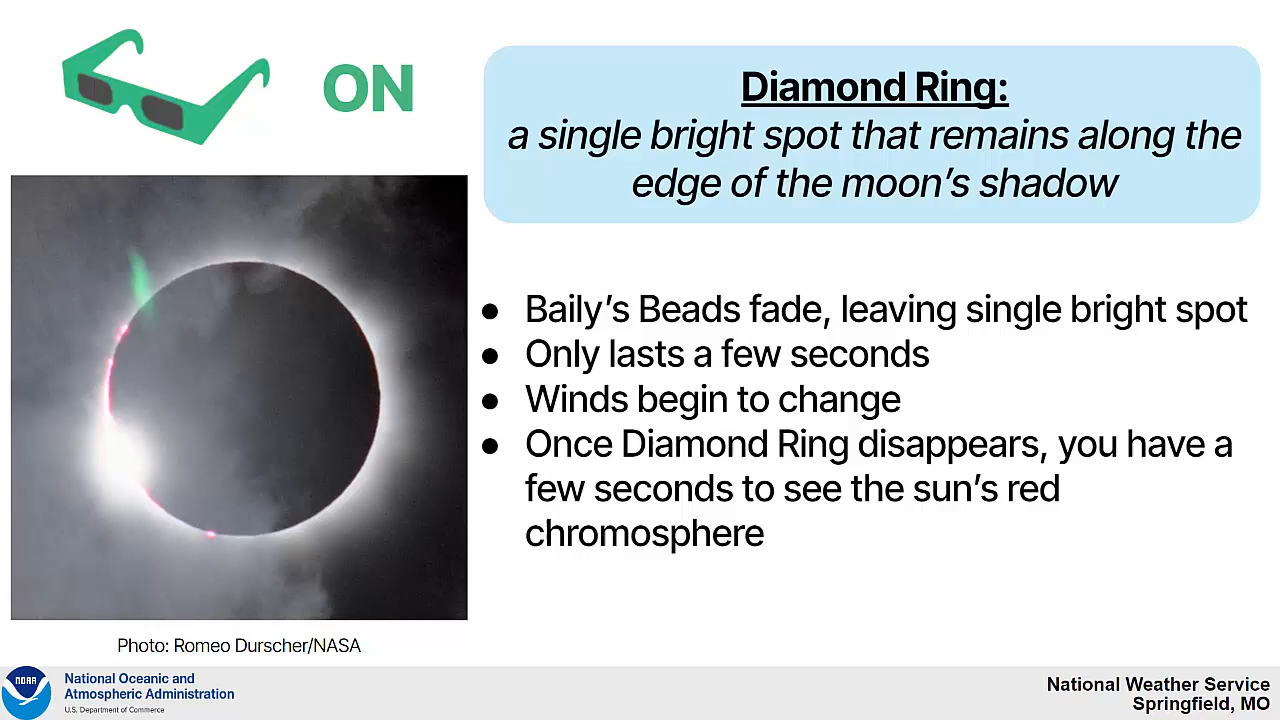 ON
Diamond Ring:
a single bright spot that remains along the
edge of the moon's shadow
● Baily's Beads fade, leaving single bright spot
● Only lasts a few seconds
● Winds begin to change
● Once Diamond Ring disappears, you have a
few seconds to see the sun's red
chromosphere
Photo: Romeo Durscher/NASA
NOAA
National Oceanic and
Atmospheric Administration
U.S. Department of Commerce
National Weather Service
Springfield, MO